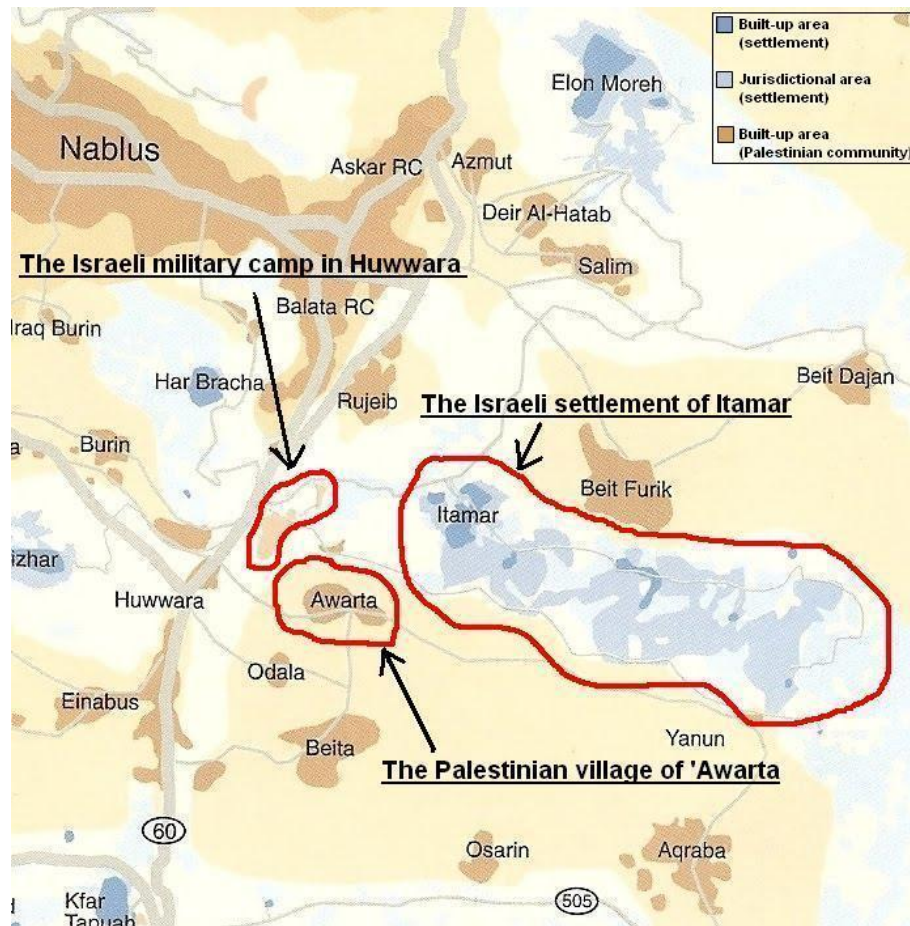 Built-up area
(settlement)
Jurisdictional area
(settlement)
Built-up area
(Palestinian community)
Elon Moreh
Nablus
Askar RC
Azmut
Deir Al-Hatab
Salim
The Israeli military camp in Huwwara
Balata RC
Iraq Burin
Har Bracha
Rujeib
Beit Dajan
The Israeli settlement of Itamar
a
Burin
Beit Furik
Itamar
izhar
Huwwara
Awarta
Odala
Einabus
Beita
Yanun
The Palestinian village of 'Awarta
60
Osarin
Aqraba
Kfar
Tapuah
505